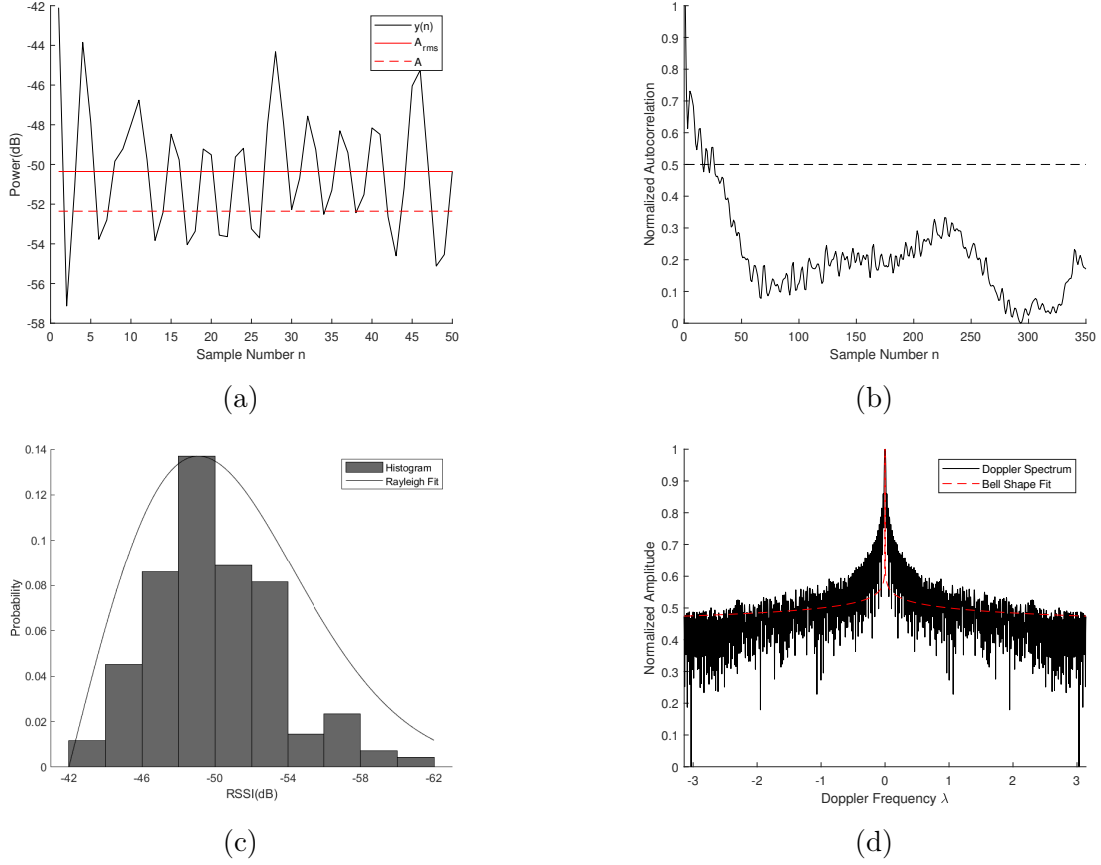 -42
-44
-46
-48
-50
-52
-54
-56
-58
Power(dB)
0 5 10 15 20 25 30 35 40 45 50
Sample Number n
y(n)
A rms
A
(a)
1
0.9
0.8
0.7
0.6
0.5
0.4
0.3
0.2
0.1
0
Normalized Autocorrelation
0 50 100 150 200 250 300 350
Sample Number n
(b)
0.14
0.12
0.1
0.08
0.06
0.04
0.02
0
Probability
-42 -46 -50 -54 -58 -62
RSSI(dB)
Histogram
Rayleigh Fit
(c)
1
0.9
0.8
0.7
0.6
0.5
0.4
0.3
0.2
0.1
0
Normalized Amplitude
-3 -2 -1 0 1 2 3
Doppler Frequency λ
Doppler Spectrum
Bell Shape Fit
(d)